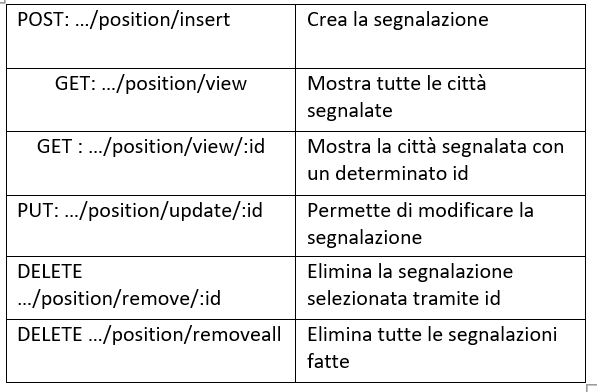 POST: .../position/insert
Crea la segnalazione
GET: .../position/view
Mostra tutte le città
segnalate
GET : .../position/view/:id
Mostra la città segnalata con
un determinato id
PUT: .../position/update/:id
Permette di modificare la
segnalazione
DELETE
.../position/remove/:id
Elimina la segnalazione
selezionata tramite id
DELETE .../position/removeall
Elimina tutte le segnalazioni
fatte